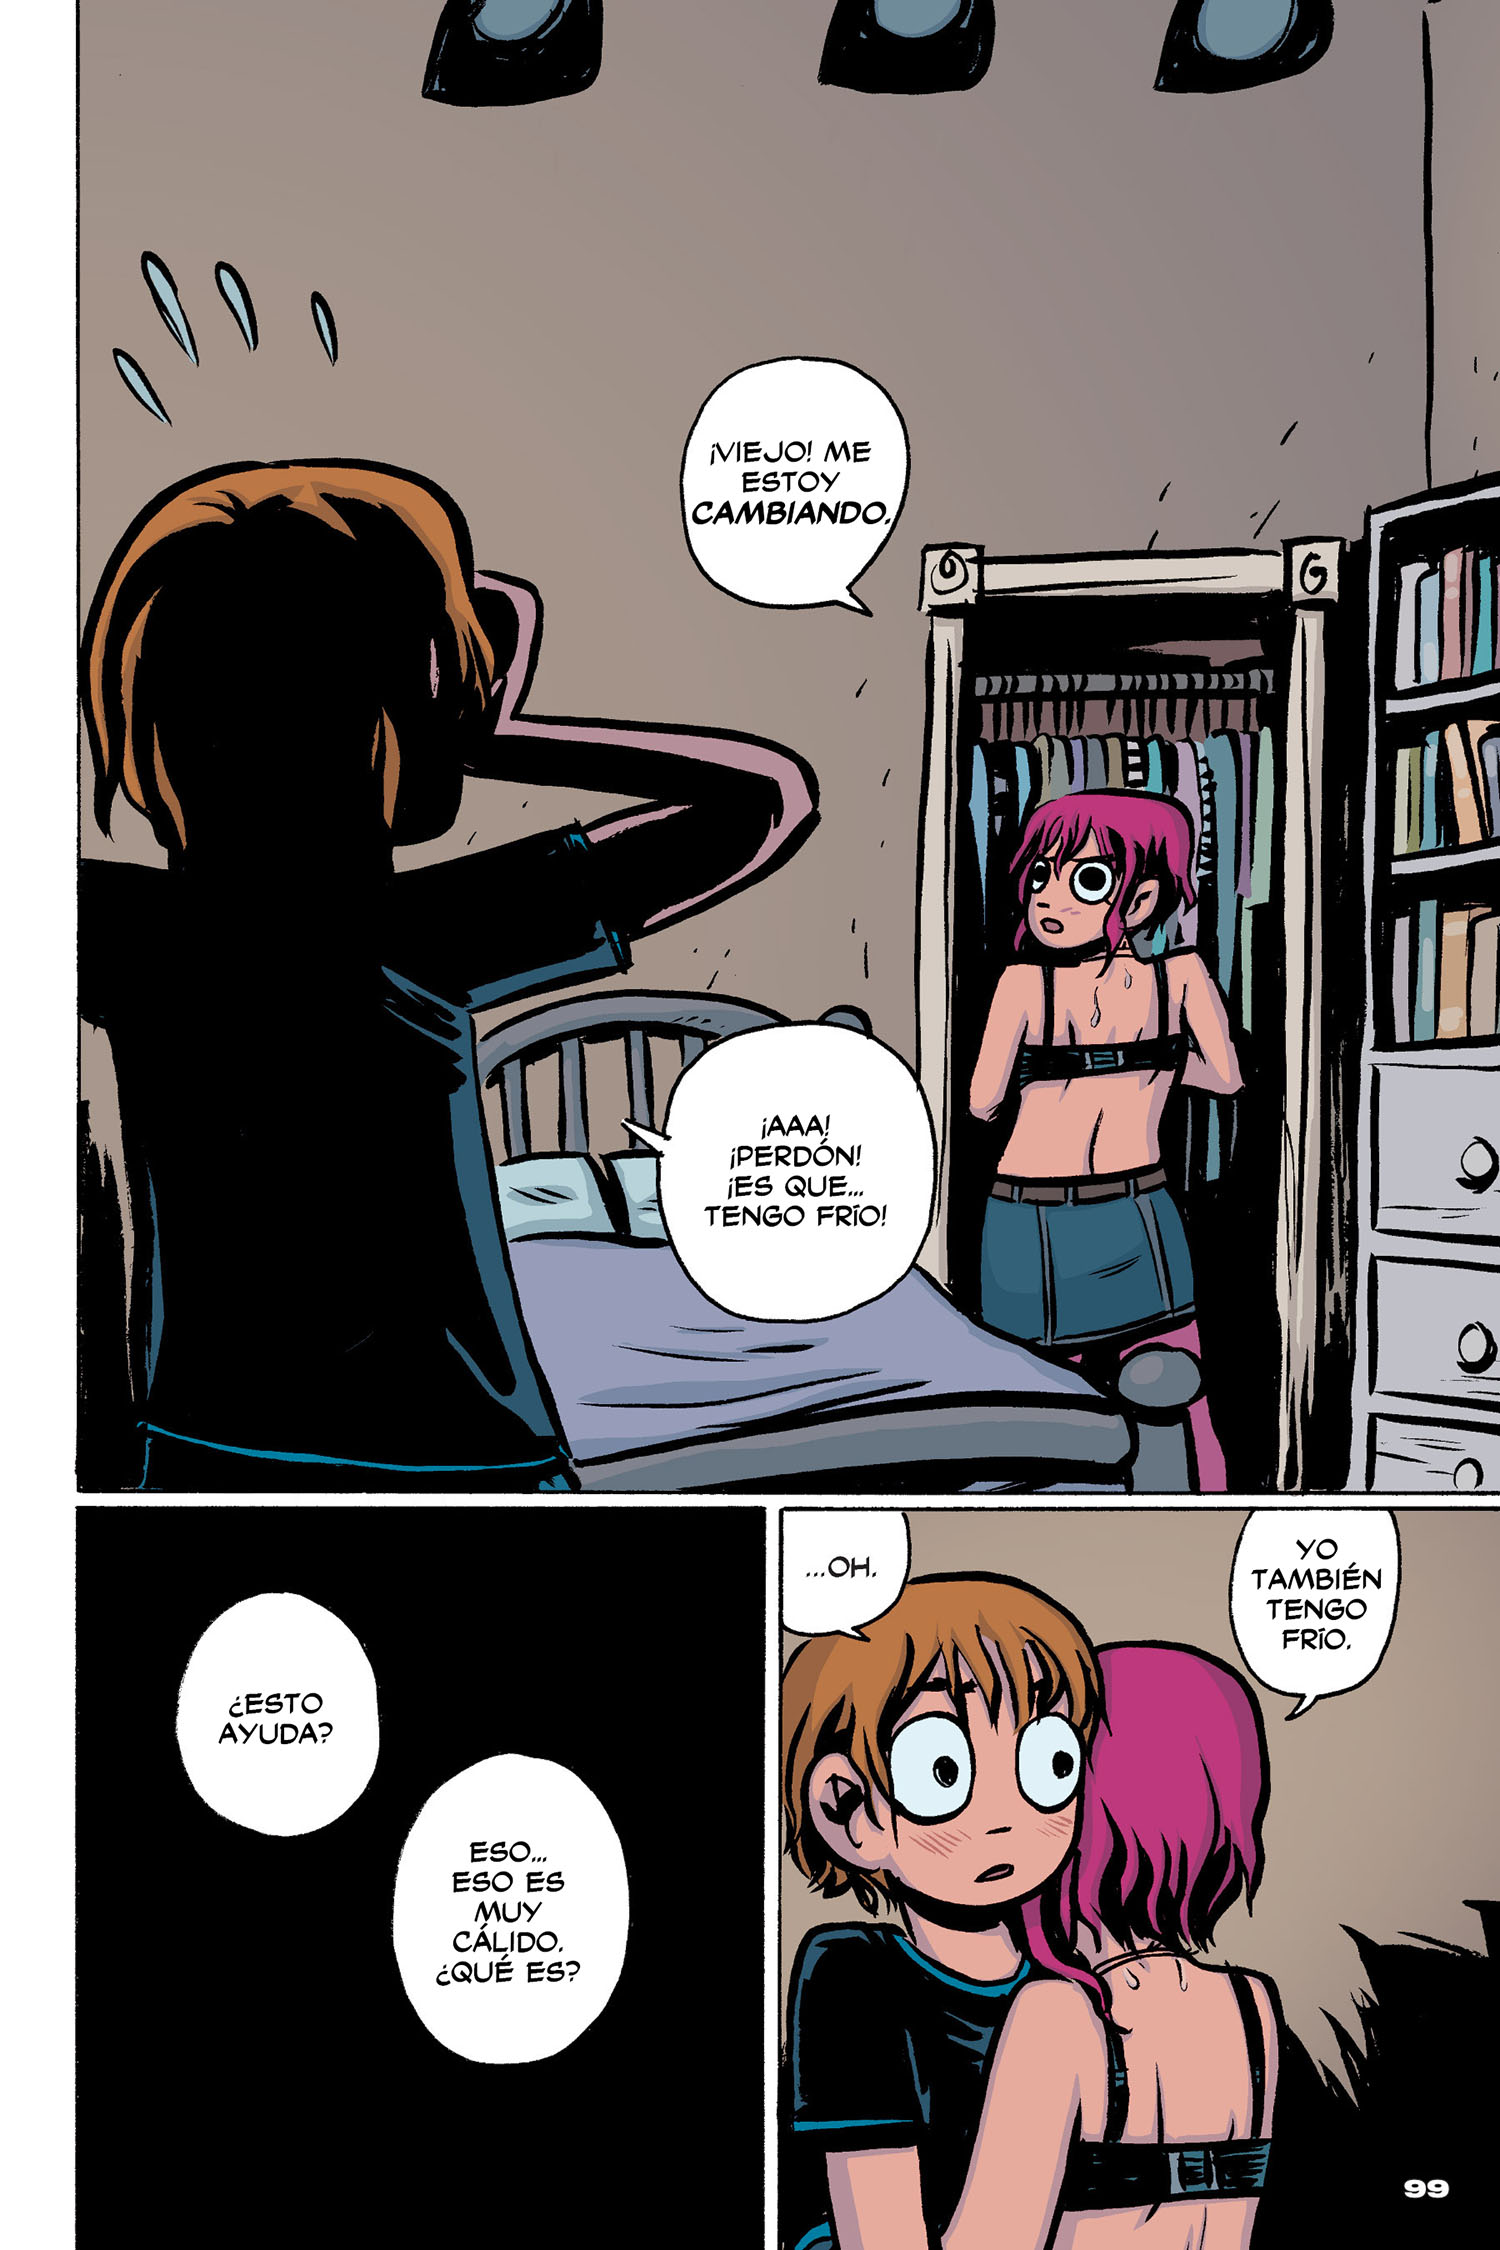 ¡VIEJO! ME
ESTOY
CAMBIANDO.
¡AAA!
¡PERDÓN!
¡ES QUE...
TENGO FRÍO!
¿ESTO
AYUDA?
ESO...
ESO ES
MUY
CÁLIDO.
¿QUÉ ES?
...OH.
YO
TAMBIÉN
TENGO
FRÍO.
99